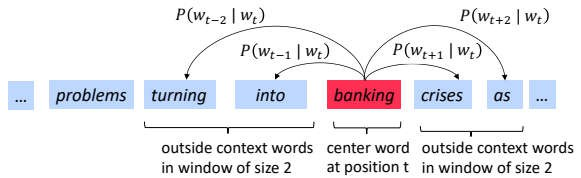 P(w_{t−2} | w_t)
P(w_{t+2} | w_t)
P(w_{t−1} | w_t)
P(w_{t+1} | w_t)
... problems turning into banking crises as ...
outside context words
in window of size 2
center word
at position t
outside context words
in window of size 2